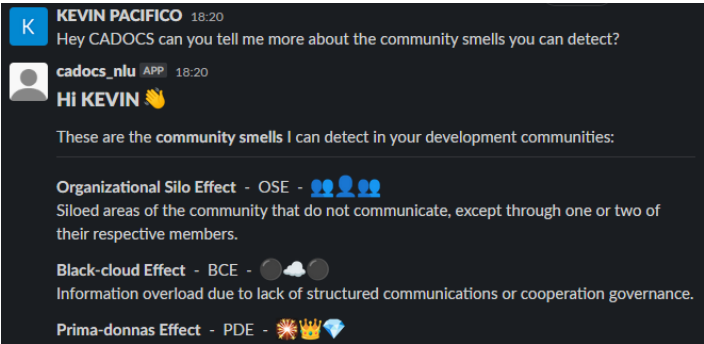 K
KEVIN PACIFICO 18:20
Hey CADOCS can you tell me more about the community smells you can detect?
cadocs_nlu APP 18:20
Hi KEVIN 👋
These are the community smells I can detect in your development communities:
Organizational Silo Effect - OSE - 👥👤👥
Siloed areas of the community that do not communicate, except through one or two of
their respective members.
Black-cloud Effect - BCE - ⚫☁️⚫
Information overload due to lack of structured communications or cooperation governance.
Prima-donnas Effect - PDE - 🎇👑💎